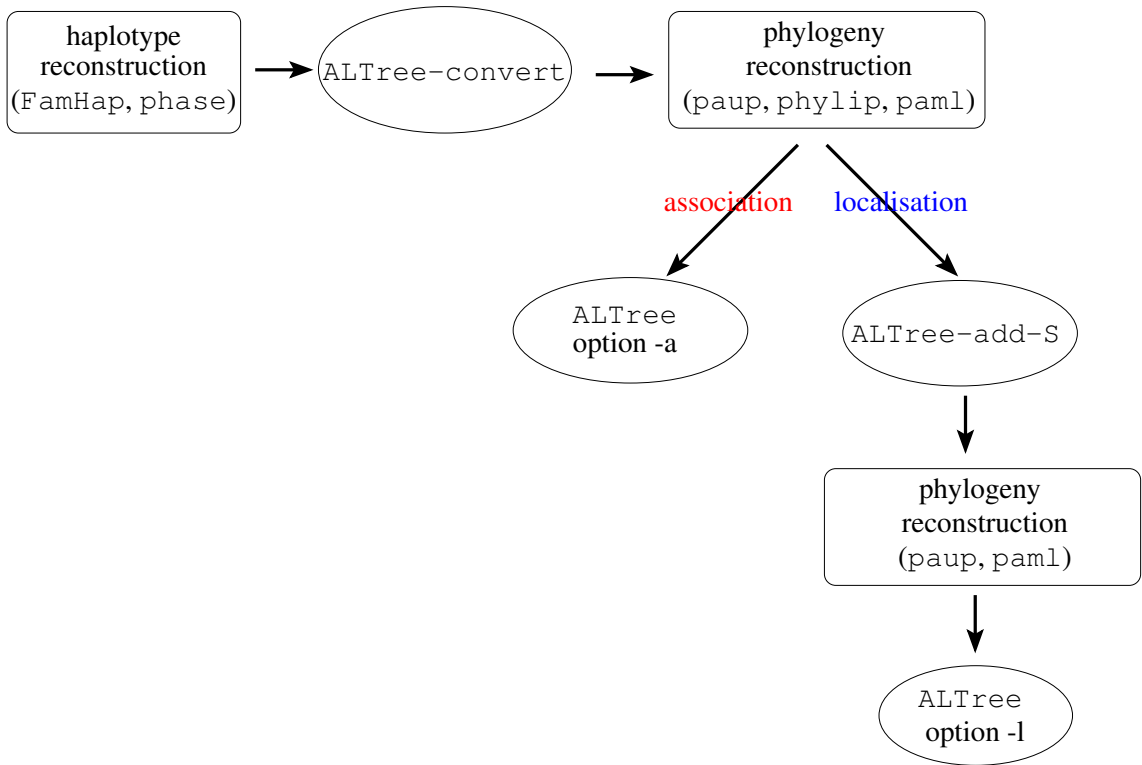 haplotype
reconstruction
(FamHap, phase)
ALTree-convert
phylogeny
reconstruction
(paup, phylip, paml)
association
localisation
ALTree
option -a
ALTree-add-S
phylogeny
reconstruction
(paup, paml)
ALTree
option -l